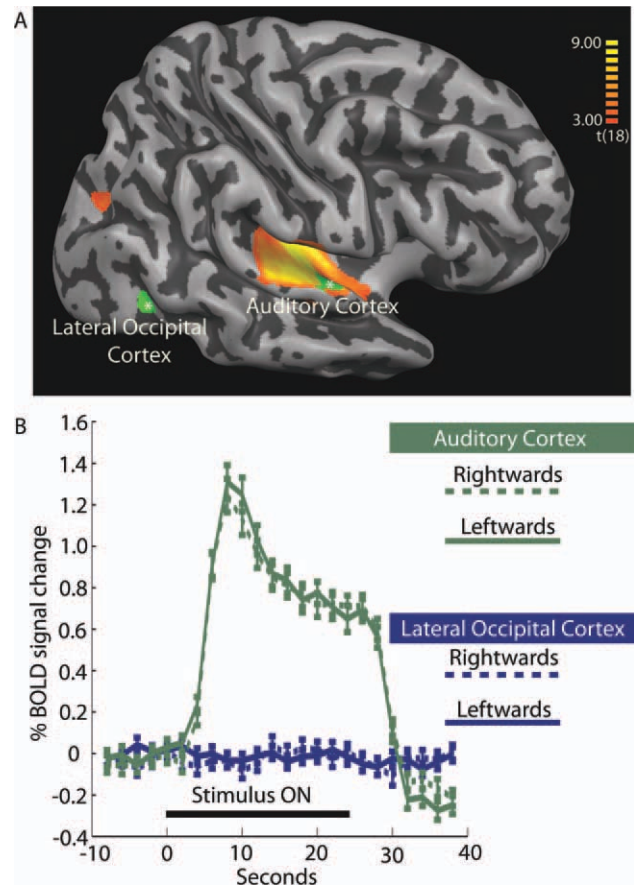 A
9.00
3.00
t(18)
*
Auditory Cortex
*
Lateral Occipital
Cortex
B
% BOLD signal change
1.6
1.4
1.2
1.0
0.8
0.6
0.4
0.2
0
-0.2
-0.4
Auditory Cortex
Rightwards
Leftwards
Lateral Occipital Cortex
Rightwards
Leftwards
Stimulus ON
-10
0
10
20
30
40
Seconds